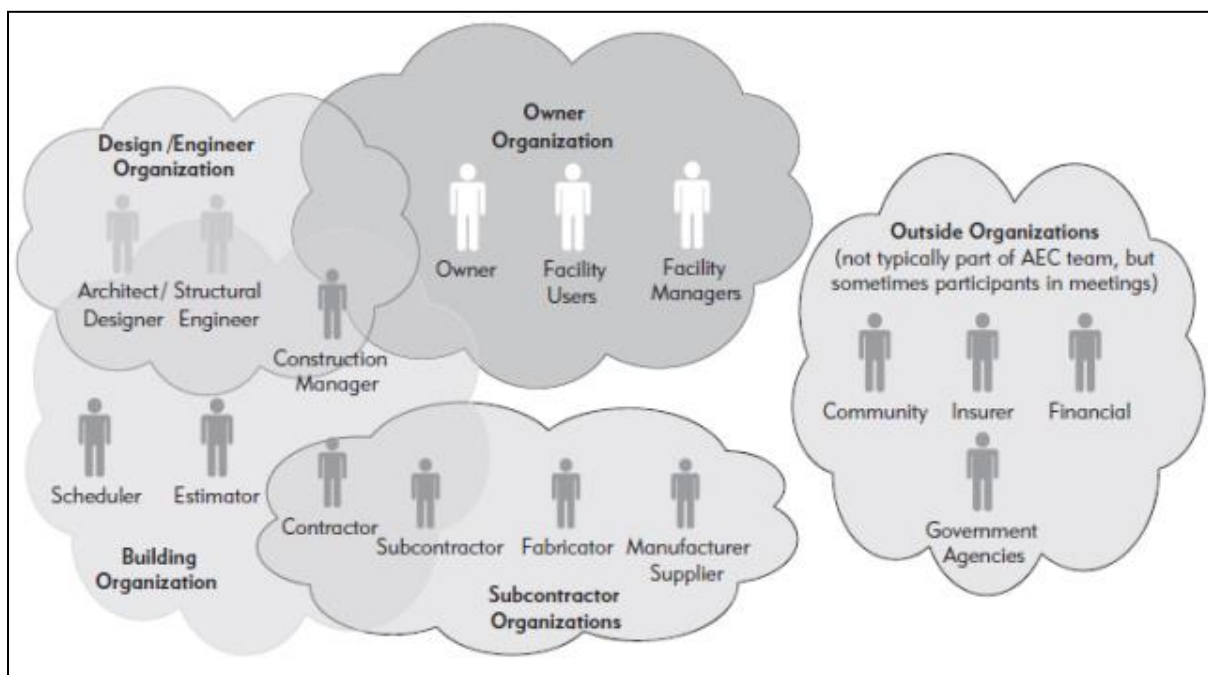 Owner
Organization
Design /Engineer
Organization
Owner
Facility
Users
Facility
Managers
Architect/
Designer
Structural
Engineer
Construction
Manager
Outside Organizations
(not typically part of AEC team, but
sometimes participants in meetings)
Community
Insurer
Financial
Government
Agencies
Scheduler
Estimator
Contractor
Subcontractor
Fabricator
Manufacturer
Supplier
Building
Organization
Subcontractor
Organizations